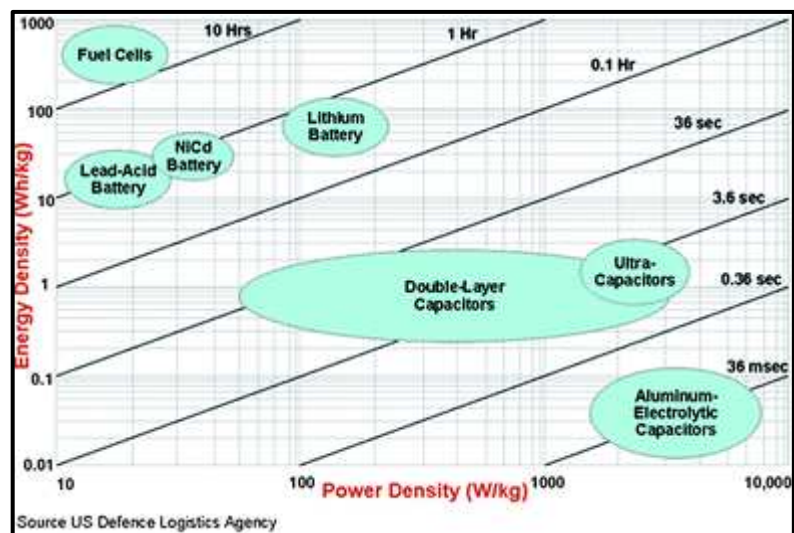 1000
10 Hrs
1 Hr
Fuel Cells
0.1 Hr
100
Lithium
Battery
36 sec
NiCd
Battery
Lead-Acid
Battery
10
3.6 sec
Energy Density (Wh/kg)
1
Double-Layer
Capacitors
Ultra-
Capacitors
0.36 sec
0.1
36 msec
Aluminum-
Electrolytic
Capacitors
0.01
10
100
1000
10,000
Power Density (W/kg)
Source US Defence Logistics Agency